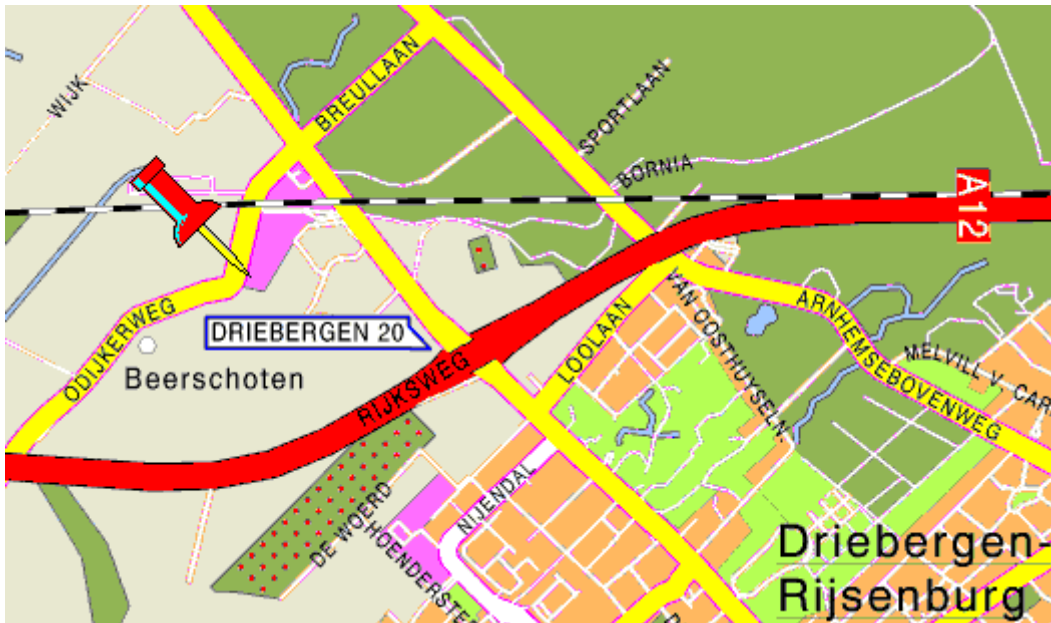 WIJK
BREULLAAN
SPORTLAAN
BORNIA
A12
ODIJKERWEG
DRIEBERGEN 20
Beerschoten
RIJKSWEG
LOOLAAN
VAN OOSTHUYSELN.
ARNHEMSEBOVENWEG
MELVILL V. CAR
DE WOERD
HOENDERSTE
NIJENDAL
D
Driebergen-
Rijsenburg